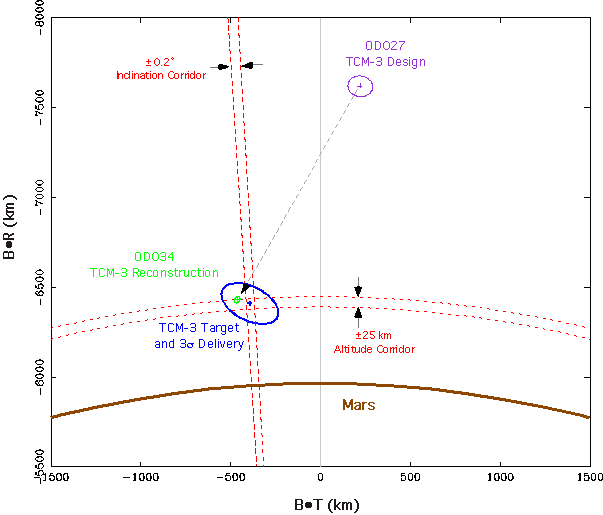 -8000
-7500
-7000
-6500
-6000
-5500
B•R (km)
±0.2°
Inclination Corridor
OD027
TCM-3 Design
OD034
TCM-3 Reconstruction
TCM-3 Target
and 3σ Delivery
±25 km
Altitude Corridor
Mars
-1500
-1000
-500
0
500
1000
1500
B•T (km)